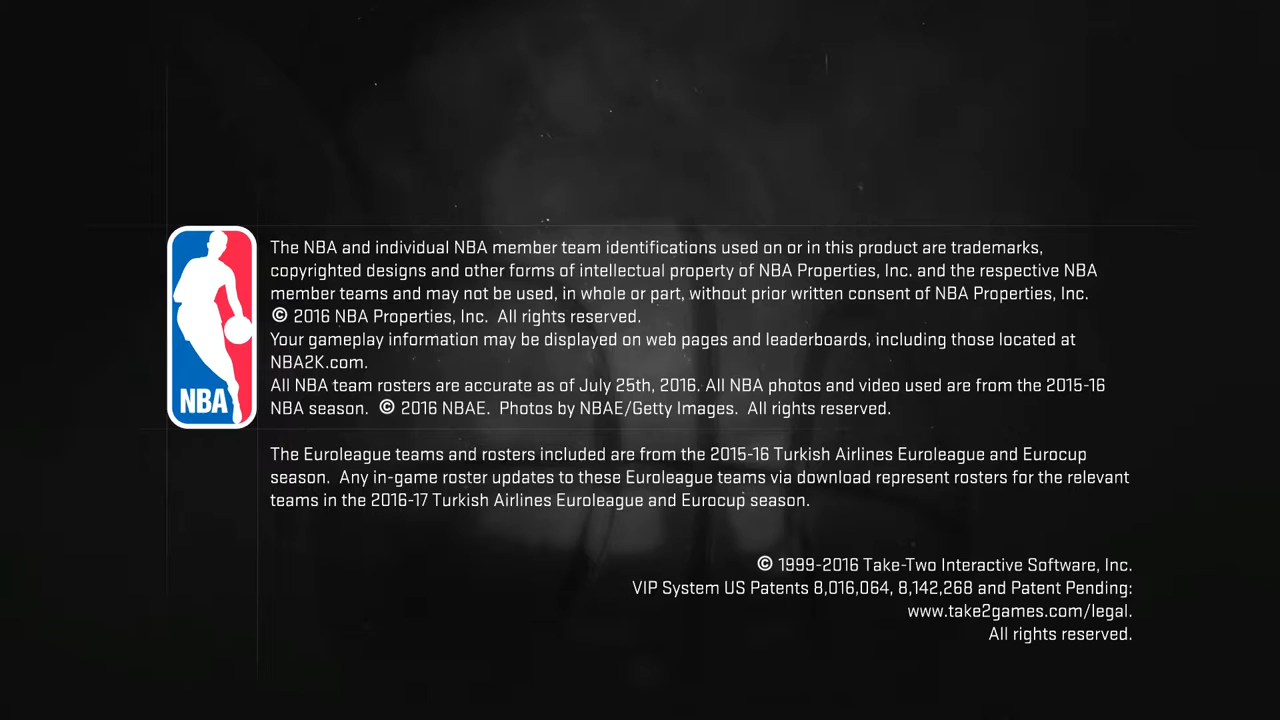 The NBA and individual NBA member team identifications used on or in this product are trademarks,
copyrighted designs and other forms of intellectual property of NBA Properties, Inc. and the respective NBA
member teams and may not be used, in whole or part, without prior written consent of NBA Properties, Inc.
© 2016 NBA Properties, Inc.  All rights reserved.
Your gameplay information may be displayed on web pages and leaderboards, including those located at
NBA2K.com.
All NBA team rosters are accurate as of July 25th, 2016. All NBA photos and video used are from the 2015-16
NBA season.  © 2016 NBAE.  Photos by NBAE/Getty Images.  All rights reserved.
NBA
The Euroleague teams and rosters included are from the 2015-16 Turkish Airlines Euroleague and Eurocup
season.  Any in-game roster updates to these Euroleague teams via download represent rosters for the relevant
teams in the 2016-17 Turkish Airlines Euroleague and Eurocup season.
© 1999-2016 Take-Two Interactive Software, Inc.
VIP System US Patents 8,016,064, 8,142,268 and Patent Pending:
www.take2games.com/legal.
All rights reserved.